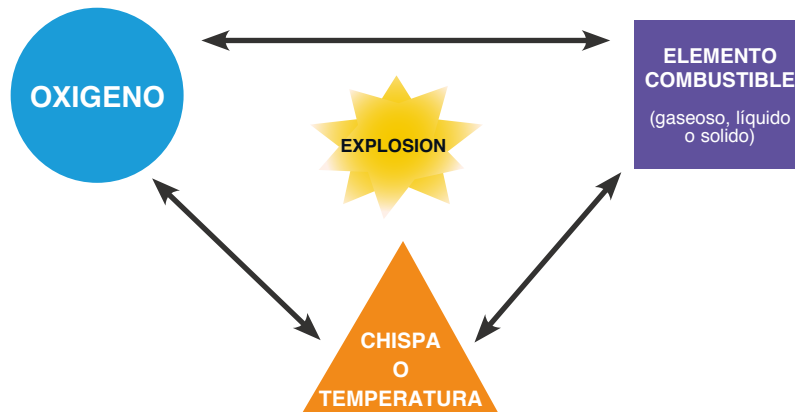 OXIGENO
ELEMENTO
COMBUSTIBLE
(gaseoso, líquido
o solido)
EXPLOSION
CHISPA
O
TEMPERATURA